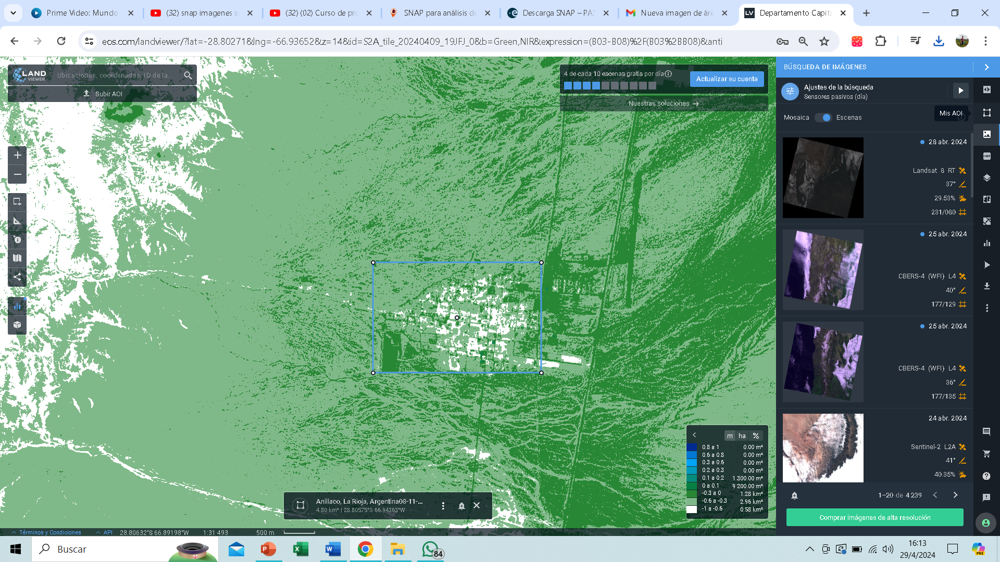 Prime Video: Mundo
(32) snap imagenes s
(32) (02) Curso de pro
SNAP para análisis de
Descarga SNAP – PAS
Nueva imagen de áre
Departamento Capita
eos.com/landviewer/?lat=-28.802718&lng=-66.93652&z=14&id=S2A_tile_20240409_19JFJ_0&b=Green,NIR&expression=(B03-B08)%2F(B03%2BB08)&anti
LAND
VIEWER
Ubicaciones, coordenadas, ID de la...
Subir AOI
4 de cada 10 escenas gratis por día
Actualizar su cuenta
Nuestras soluciones →
BÚSQUEDA DE IMÁGENES
Ajustes de la búsqueda
Sensores pasivos (día)
Mosaica
Escenas
Mis AOI
28 abr. 2024
Landsat 8 RT
37°
29.53%
231/080
25 abr. 2024
CBERS-4 (WFI) L4
40°
177/129
25 abr. 2024
CBERS-4 (WFI) L4
36°
177/135
24 abr. 2024
Sentinel-2 L2A
41°
40.35%
1–20 de 4 239
Comprar imágenes de alta resolución
m ha %
0.8 a 1 0.00 m²
0.6 a 0.8 0.00 m²
0.3 a 0.6 0.00 m²
0.2 a 0.3 0.00 m²
0.1 a 0.2 1 300.00 m²
0 a 0.1 9 200.00 m²
-0.3 a 0 1.28 km²
-0.6 a -0.3 2.96 km²
-1 a -0.6 0.58 km²
Anillaco, La Rioja, Argentina08-11-...
4.80 km² | 28.80575°S 66.94363°W
Términos y Condiciones
API
28.80632°S 66.89198°W
1:31 493
500 m
Buscar
84
16:13
29/4/2024
PRE